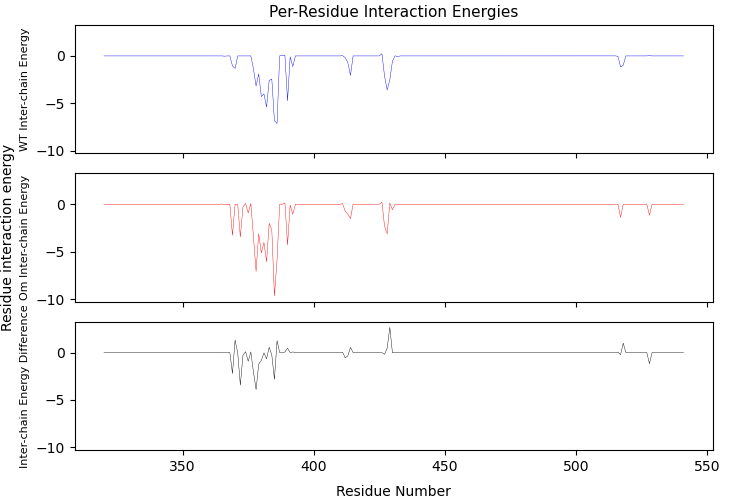 Per-Residue Interaction Energies
Residue interaction energy
WT Inter-chain Energy
0
−5
−10
Om Inter-chain Energy
0
−5
−10
Inter-chain Energy Difference
0
−5
−10
350
400
450
500
550
Residue Number